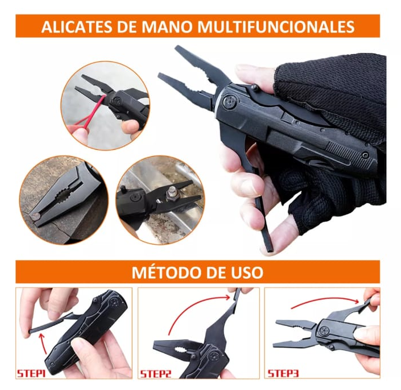 ALICATES DE MANO MULTIFUNCIONALES
MÉTODO DE USO
STEP1
STEP2
STEP3